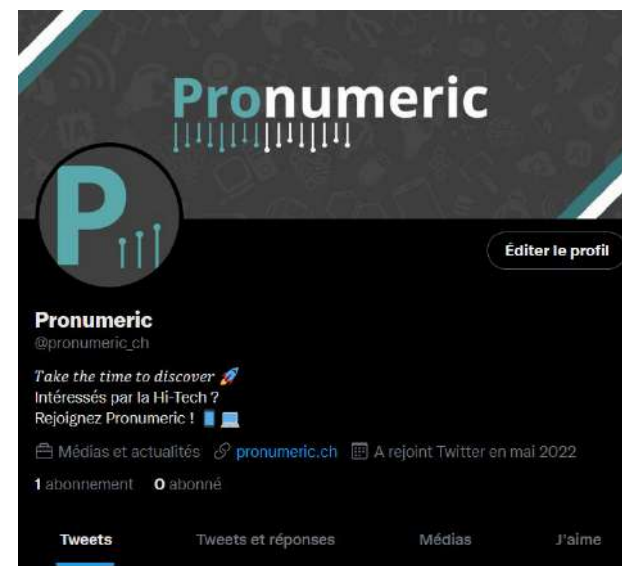 Pronumeric
P
Éditer le profil
Pronumeric
@pronumeric_ch
Take the time to discover 🚀
Intéressés par la Hi-Tech ?
Rejoignez Pronumeric ! 📱💻
Médias et actualités pronumeric.ch A rejoint Twitter en mai 2022
1 abonnement 0 abonné
Tweets Tweets et réponses Médias J'aime